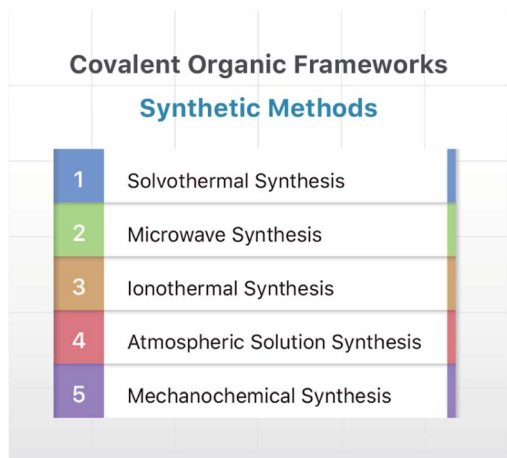 Covalent Organic Frameworks
Synthetic Methods
1 Solvothermal Synthesis
2 Microwave Synthesis
3 Ionothermal Synthesis
4 Atmospheric Solution Synthesis
5 Mechanochemical Synthesis